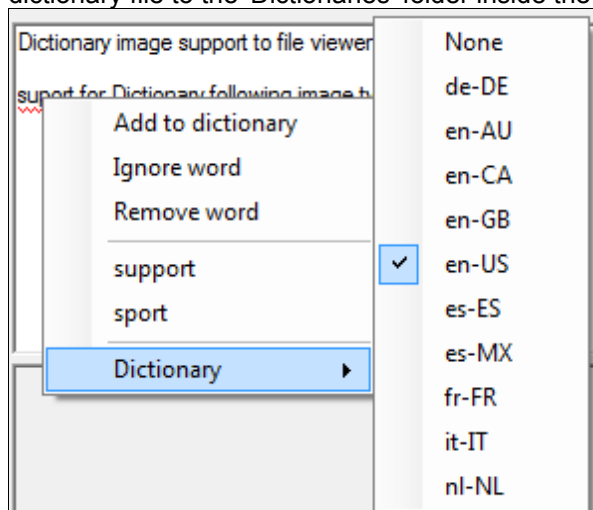 dictionary file to the 'Dictionaries' folder inside the
Dictionary image support to file viewer
suport for Dictionary following image
Add to dictionary
Ignore word
Remove word
support
sport
Dictionary
None
de-DE
en-AU
en-CA
en-GB
en-US
es-ES
es-MX
fr-FR
it-IT
nl-NL